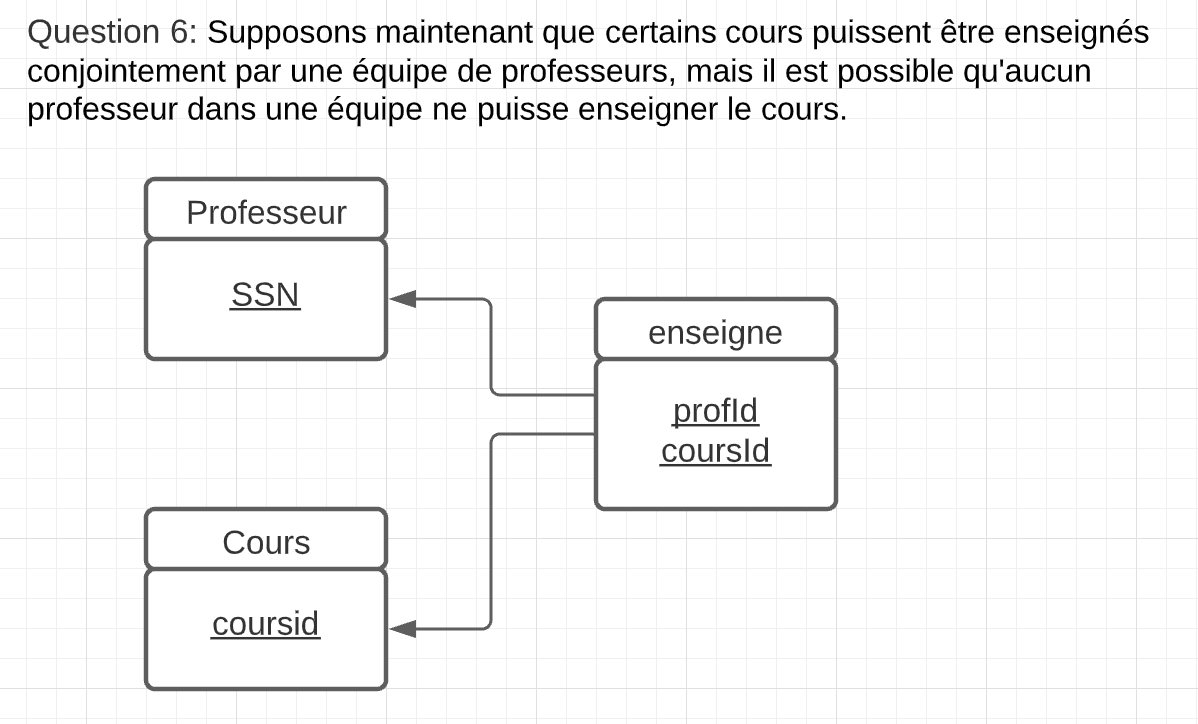 Question 6: Supposons maintenant que certains cours puissent être enseignés
conjointement par une équipe de professeurs, mais il est possible qu'aucun
professeur dans une équipe ne puisse enseigner le cours.
Professeur
SSN
enseigne
profId
coursId
Cours
coursid